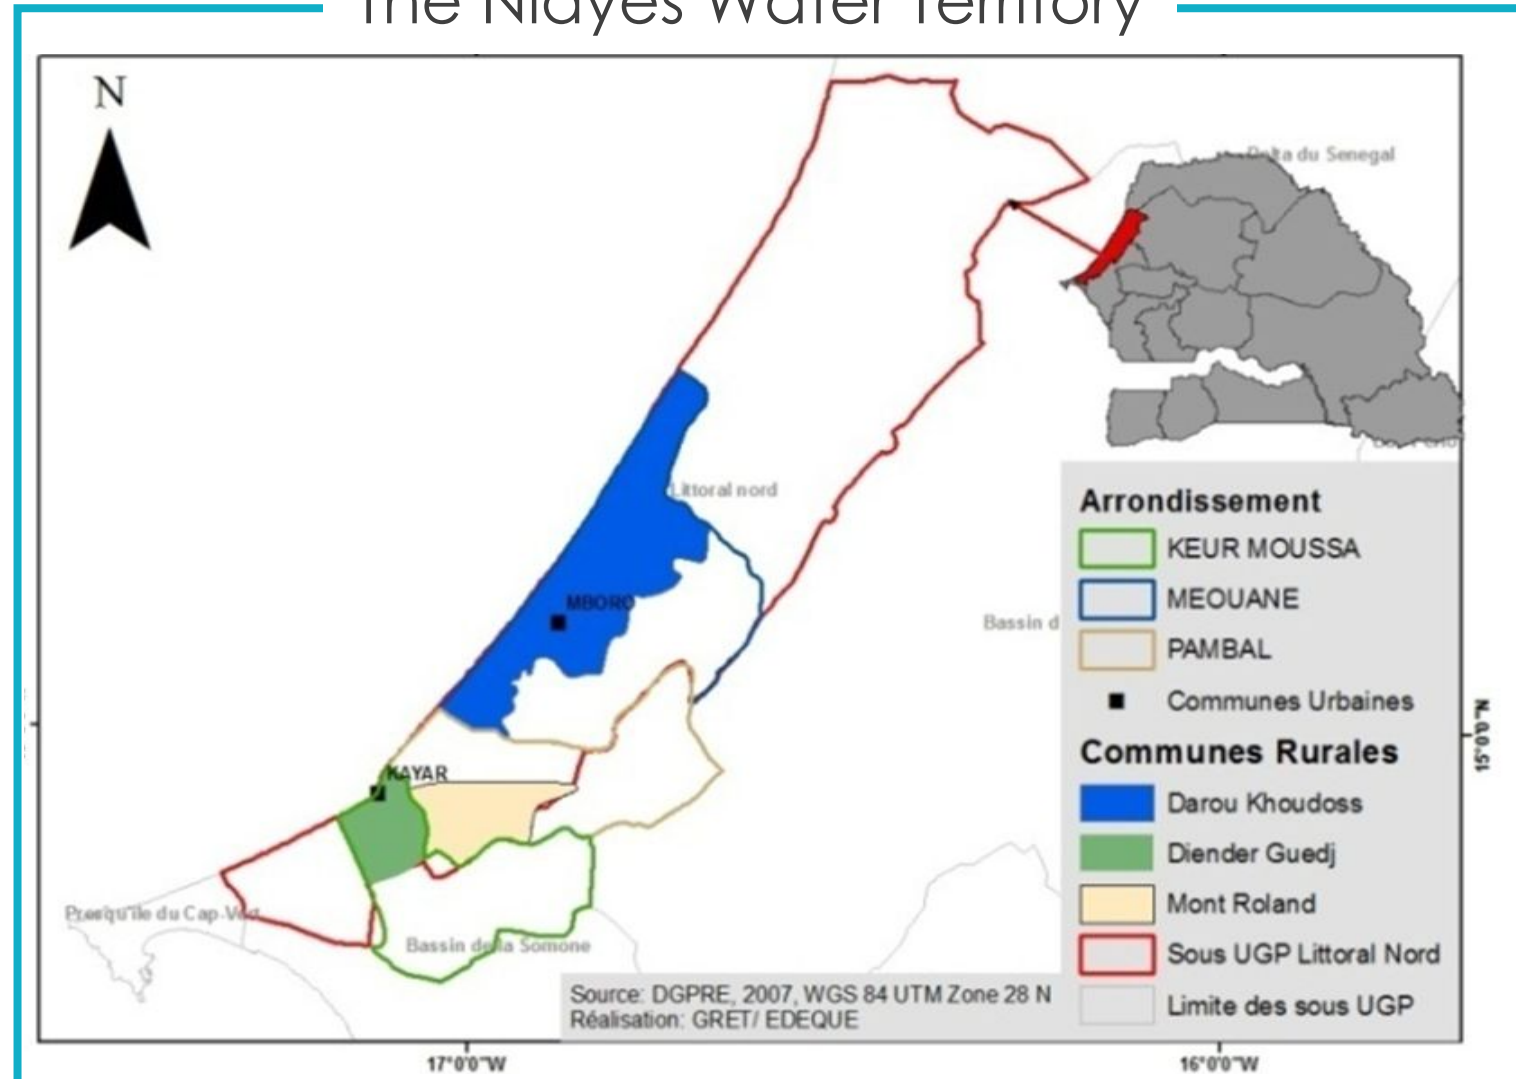 The Niayes Water Territory
N
Delta du Senegal
Littoral nord
MBORO
Bassin d
KAYAR
Presqu'ile du Cap-Vert
Bassin de la Somone
Arrondissement
KEUR MOUSSA
MEOUANE
PAMBAL
Communes Urbaines
Communes Rurales
Darou Khoudoss
Diender Guedj
Mont Roland
Sous UGP Littoral Nord
Limite des sous UGP
Source: DGPRE, 2007, WGS 84 UTM Zone 28 N
Réalisation: GRET/ EDEQUE
15°0'0"N
17°0'0"W
16°0'0"W